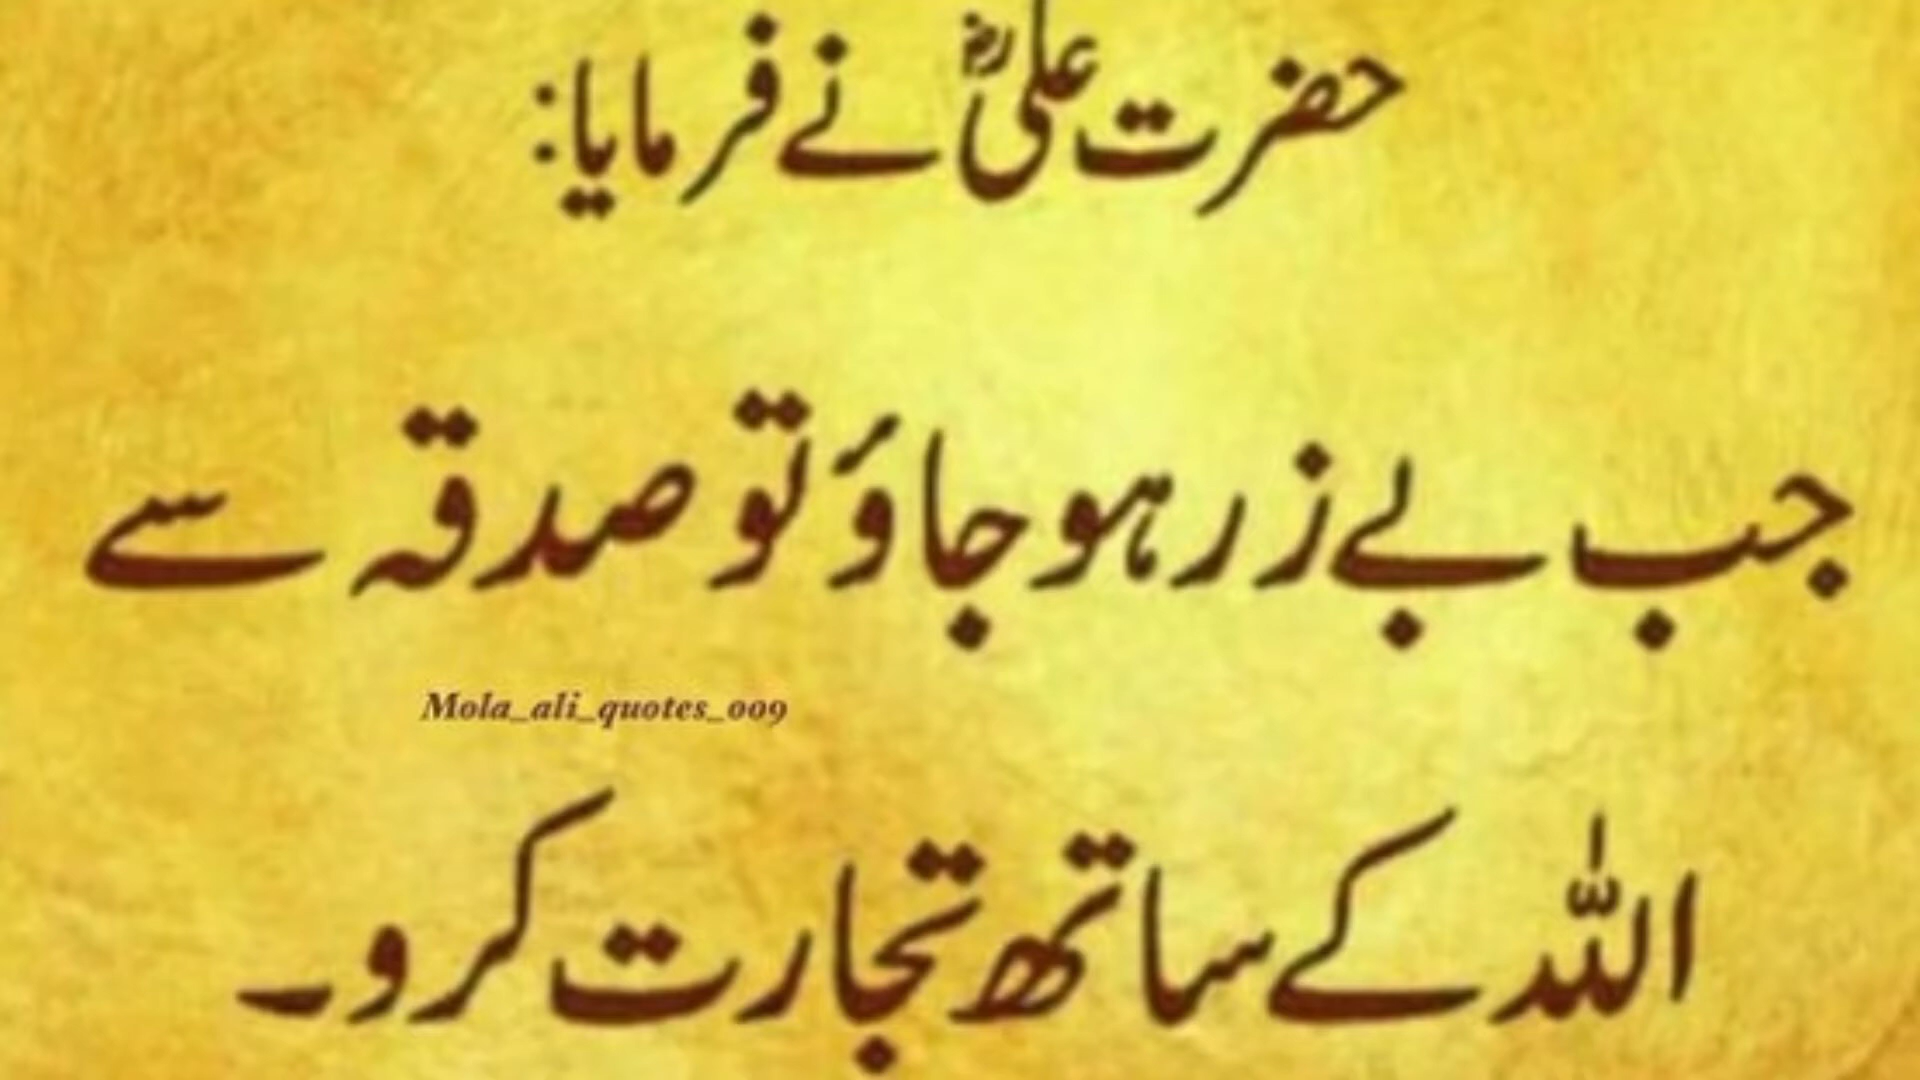 حضرت علیؓ نے فرمایا:
جب بے زر ہو جاؤ تو صدقہ سے
Mola_ali_quotes_009
اللہ کے ساتھ تجارت کرو۔